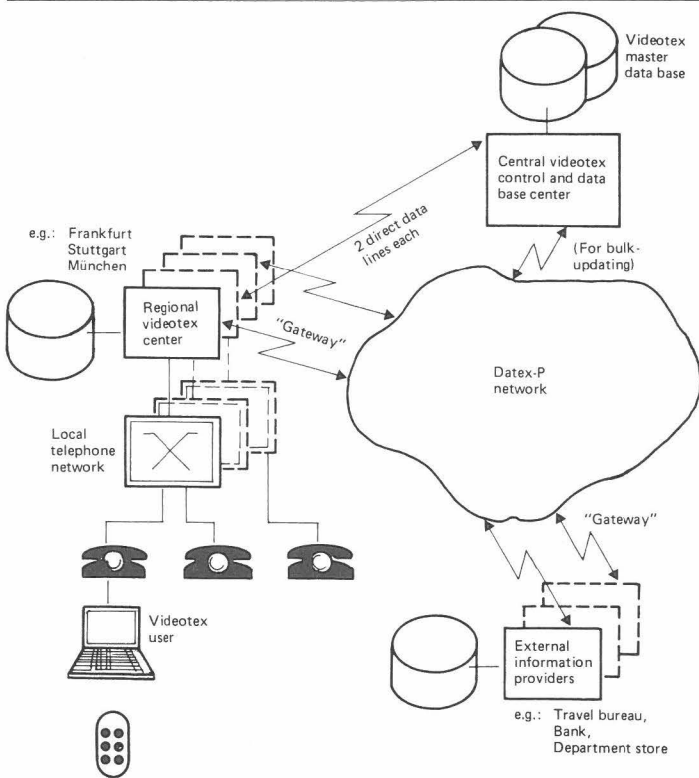 Videotex
master
data base
Central videotex
control and data
base center
2 direct data
lines each
(For bulk-
updating)
e.g.: Frankfurt
Stuttgart
München
Regional
videotex
center
"Gateway"
Datex-P
network
Local
telephone
network
"Gateway"
Videotex
user
External
information
providers
e.g.: Travel bureau,
Bank,
Department store